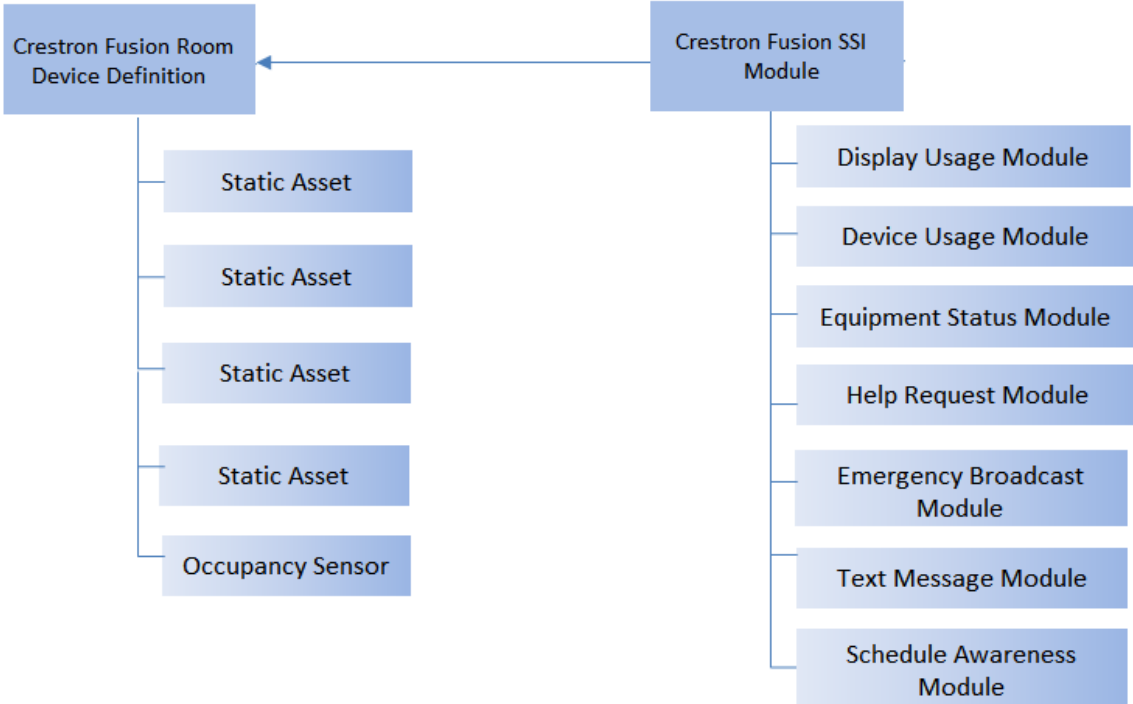 Crestron Fusion Room
Device Definition
Crestron Fusion SSI
Module
Static Asset
Static Asset
Static Asset
Static Asset
Occupancy Sensor
Display Usage Module
Device Usage Module
Equipment Status Module
Help Request Module
Emergency Broadcast
Module
Text Message Module
Schedule Awareness
Module